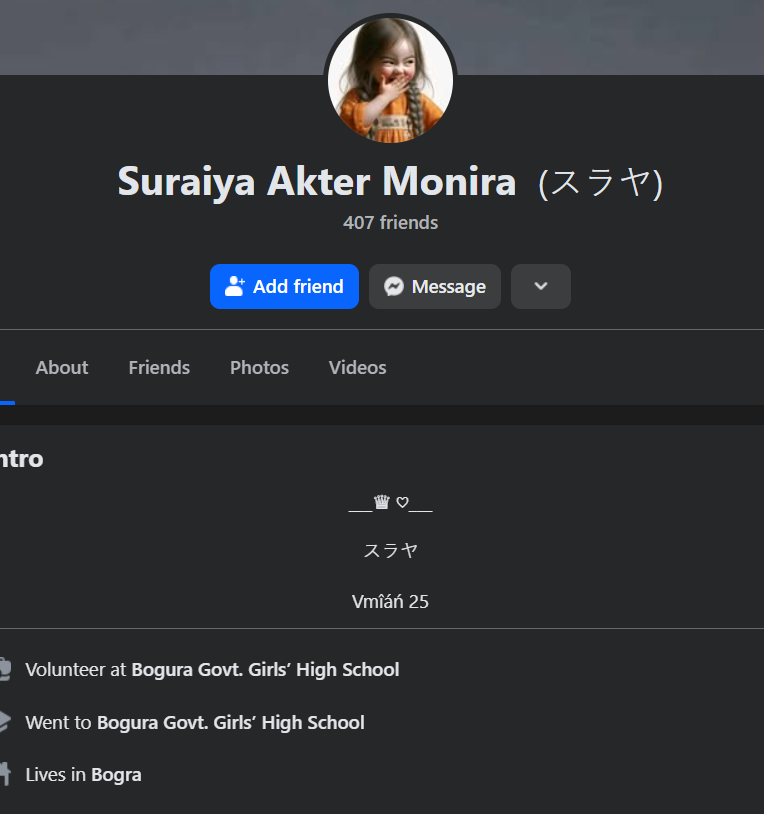 Suraiya Akter Monira (スラヤ)
407 friends
Add friend Message
About Friends Photos Videos
ntro
___♛ ♡___
スラヤ
Vmîáń 25
Volunteer at Bogura Govt. Girls’ High School
Went to Bogura Govt. Girls’ High School
Lives in Bogra